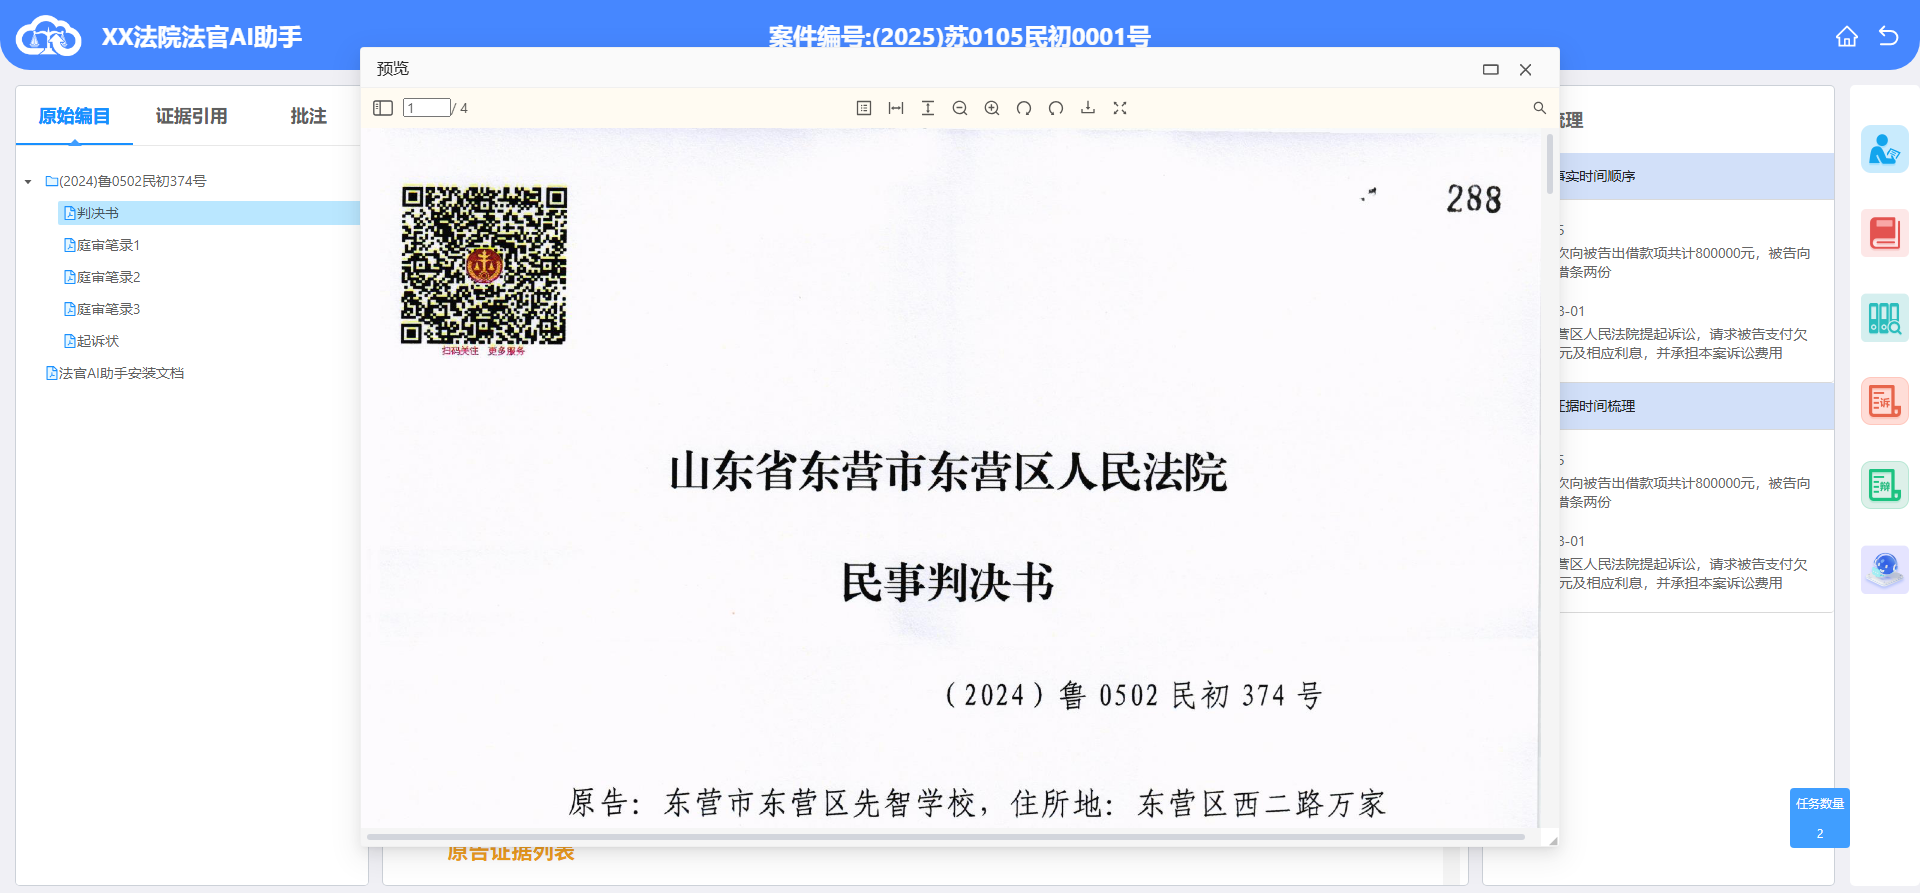 XX法院法官AI助手
案件编号:(2025)苏0105民初0001号
原始编目
证据引用
批注
(2024)鲁0502民初374号
判决书
庭审笔录1
庭审笔录2
庭审笔录3
起诉状
法官AI助手安装文档
预览
1 / 4
288
扫码关注 更多服务
山东省东营市东营区人民法院
民事判决书
（2024）鲁 0502 民初 374 号
原告：东营市东营区先智学校，住所地：东营区西二路万家
原告证据列表
理
事实时间顺序
5
次向被告出借款项共计800000元，被告向
借条两份
3-01
营区人民法院提起诉讼，请求被告支付欠
元及相应利息，并承担本案诉讼费用
证据时间梳理
5
次向被告出借款项共计800000元，被告向
借条两份
3-01
营区人民法院提起诉讼，请求被告支付欠
元及相应利息，并承担本案诉讼费用
诉
辩
任务数量
2